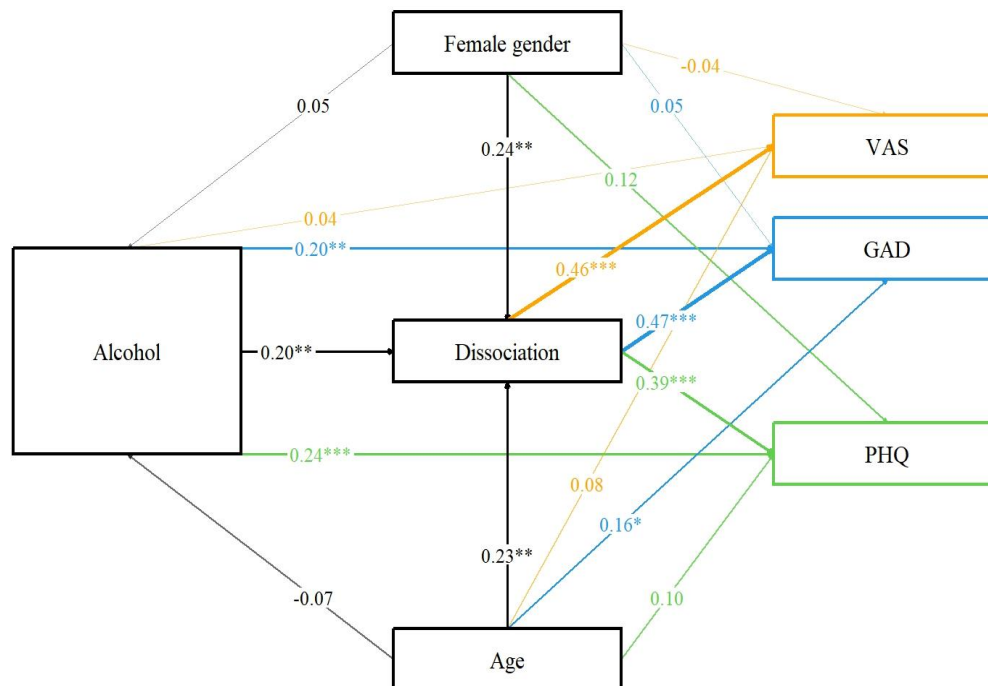 Female gender
-0.04
0.05
0.05
VAS
0.24**
0.12
0.04
0.20**
GAD
0.46***
0.47***
Alcohol
0.20**
Dissociation
0.39***
0.24***
PHQ
0.08
0.16*
0.23**
-0.07
0.10
Age